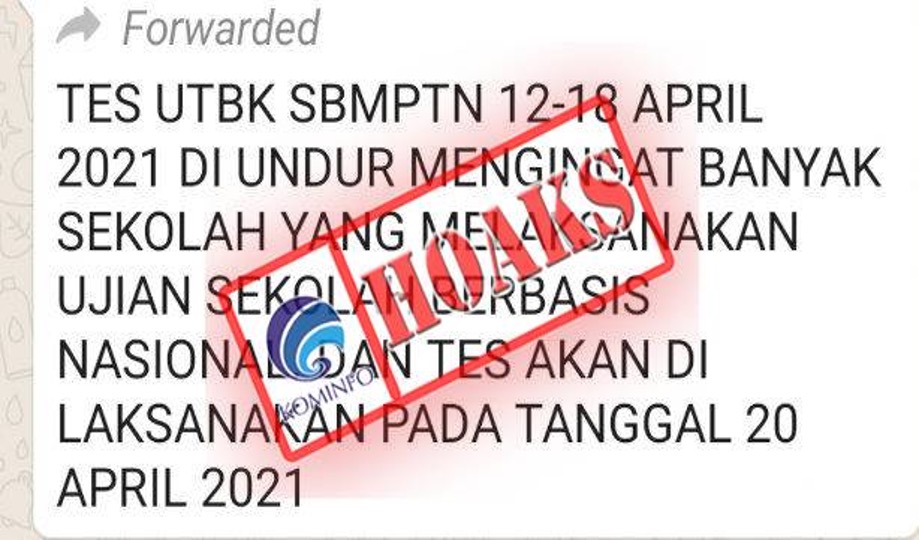 Forwarded
TES UTBK SBMPTN 12-18 APRIL
2021 DI UNDUR MENGINGAT BANYAK
SEKOLAH YANG MELAKSANAKAN
UJIAN SEKOLAH BERBASIS
NASIONAL DAN TES AKAN DI
LAKSANAKAN PADA TANGGAL 20
APRIL 2021
HOAKS
KOMINFO